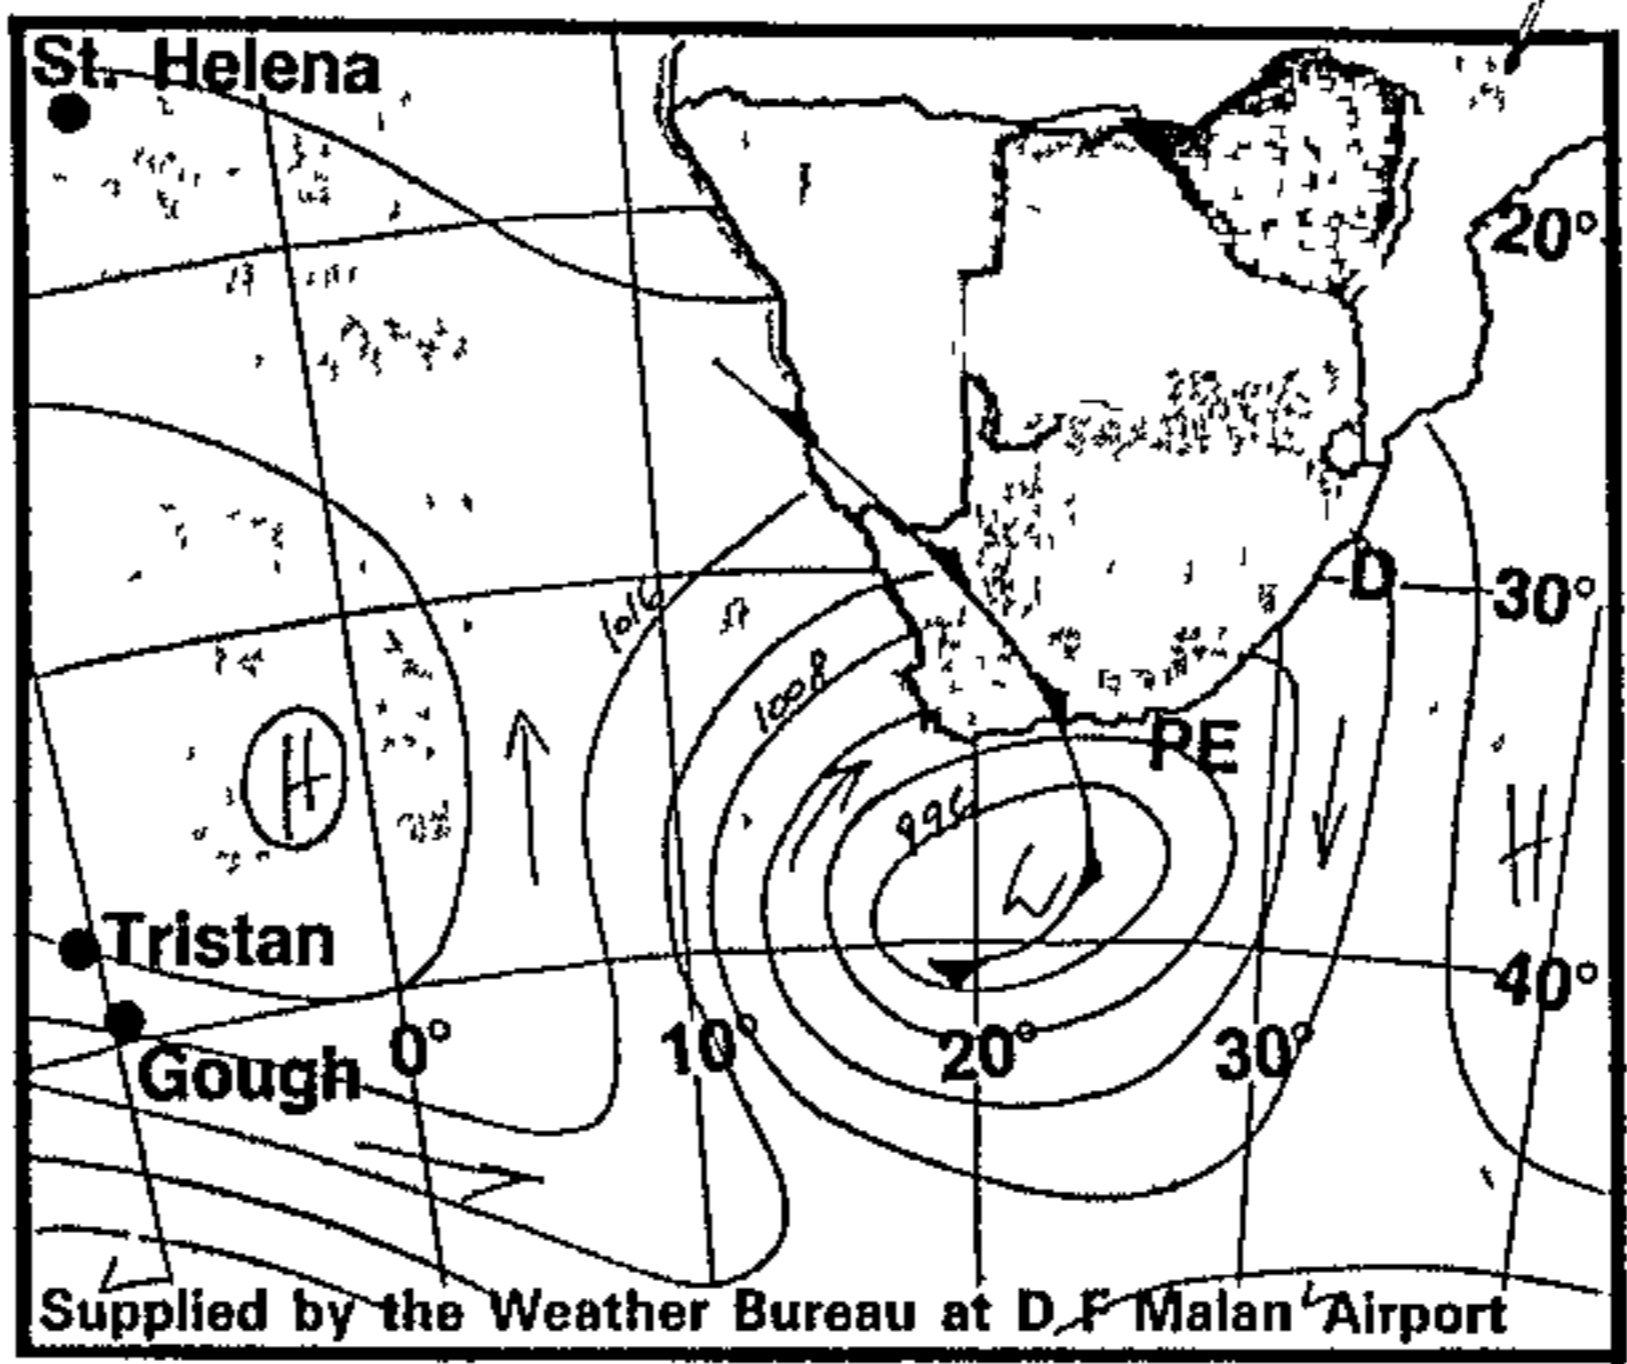 St. Helena
20°
1016
D
30°
1008
H
PE
996
L
H
Tristan
40°
0°
10°
20°
30°
Gough
L
L
Supplied by the Weather Bureau at D F Malan Airport